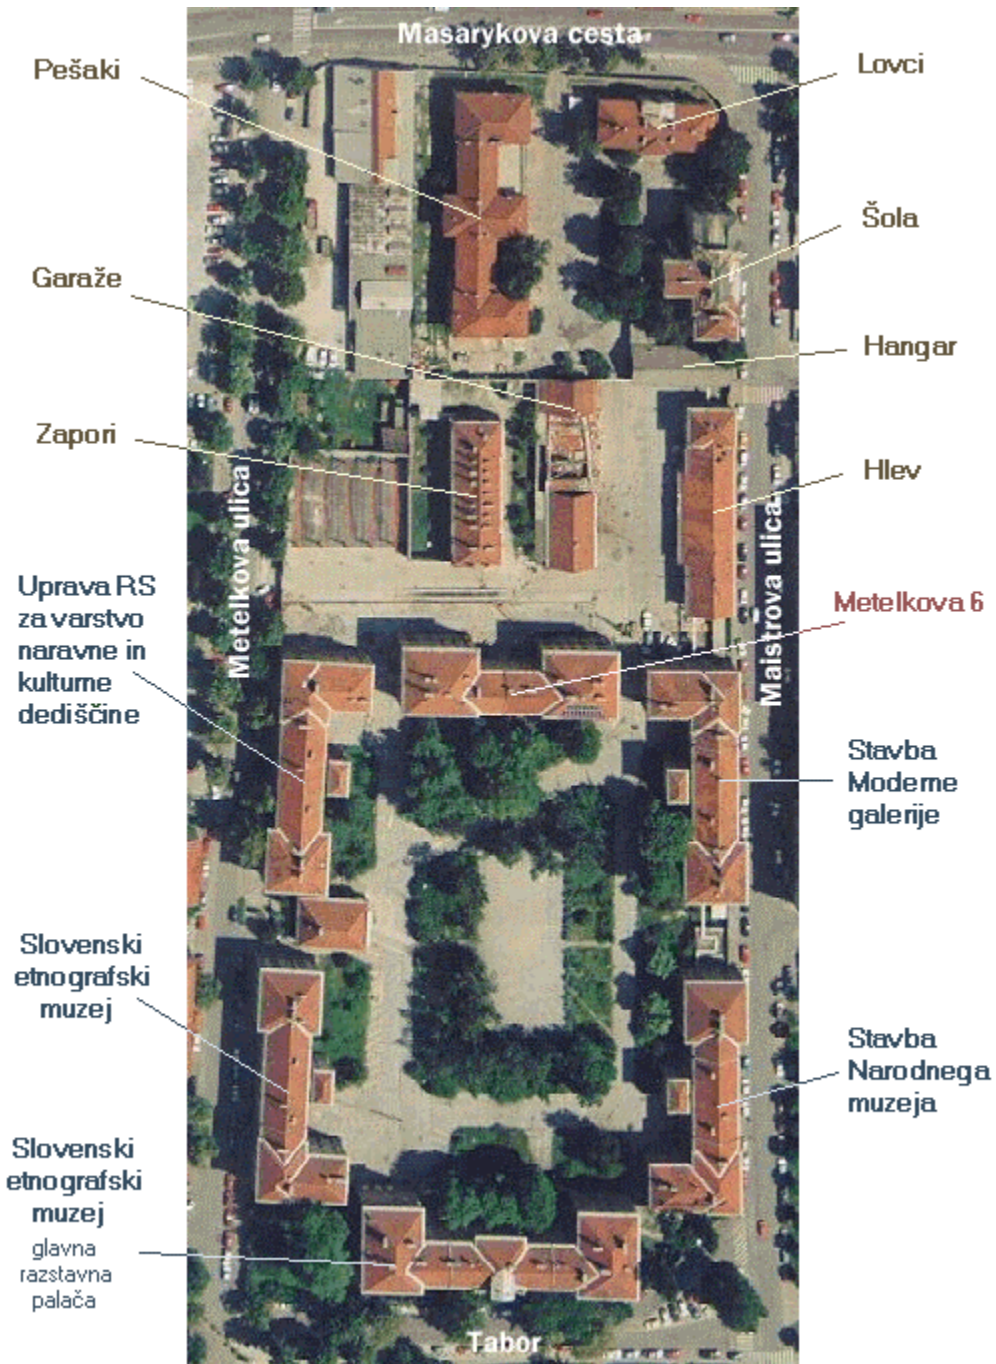 Masarykova cesta
Pešaki
Lovci
Šola
Garaže
Hangar
Zapori
Hlev
Metelkova ulica
Maistrova ulica
Uprava RS
za varstvo
naravne in
kulturne
dediščine
Metelkova 6
Stavba
Moderne
galerije
Slovenski
etnografski
muzej
Stavba
Narodnega
muzeja
Slovenski
etnografski
muzej
glavna
razstavna
palača
Tabor